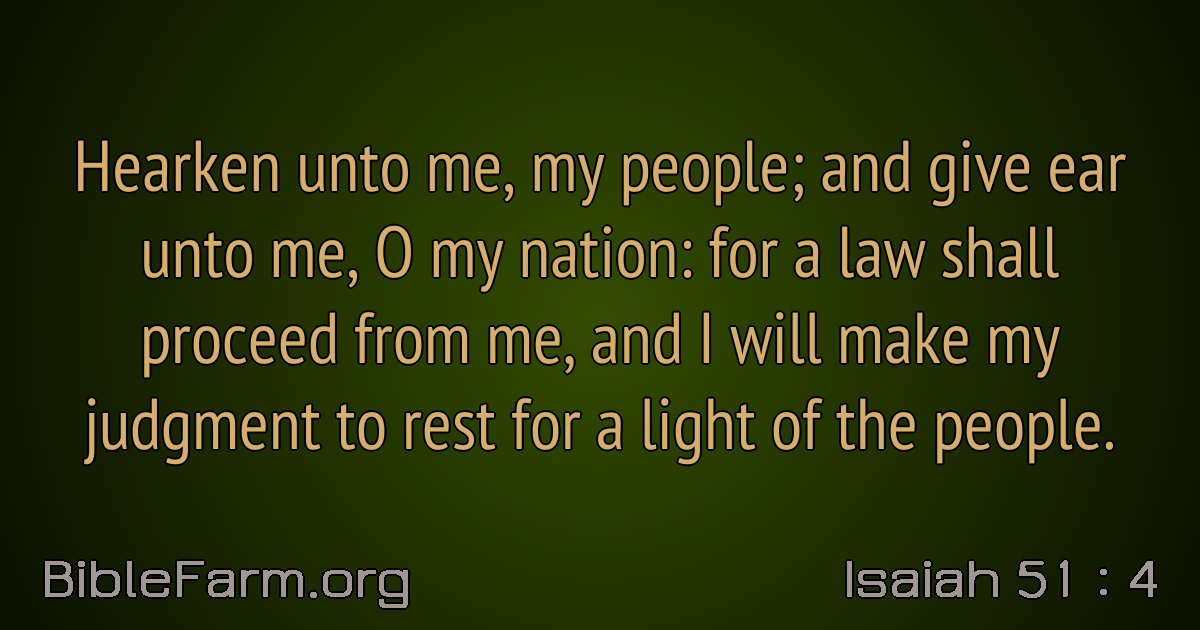 Hearken unto me, my people; and give ear
unto me, O my nation: for a law shall
proceed from me, and I will make my
judgment to rest for a light of the people.
BibleFarm.org
Isaiah 51 : 4